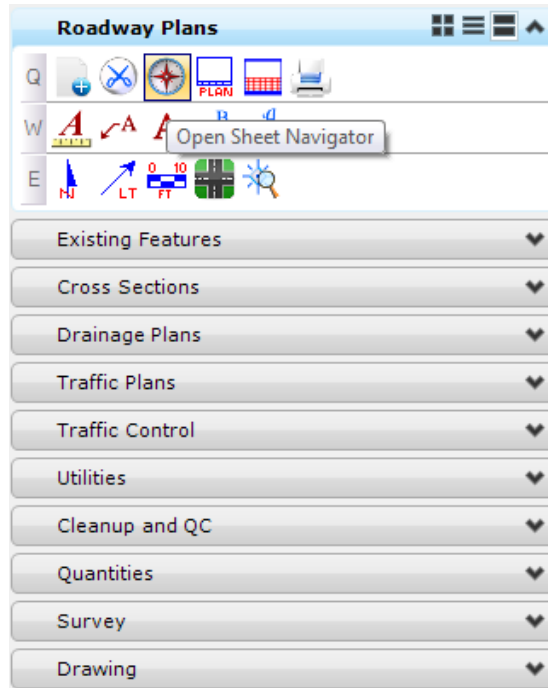 Roadway Plans
Q
PLAN
W A A A B a
Open Sheet Navigator
E N LT 0 10 FT
Existing Features
Cross Sections
Drainage Plans
Traffic Plans
Traffic Control
Utilities
Cleanup and QC
Quantities
Survey
Drawing